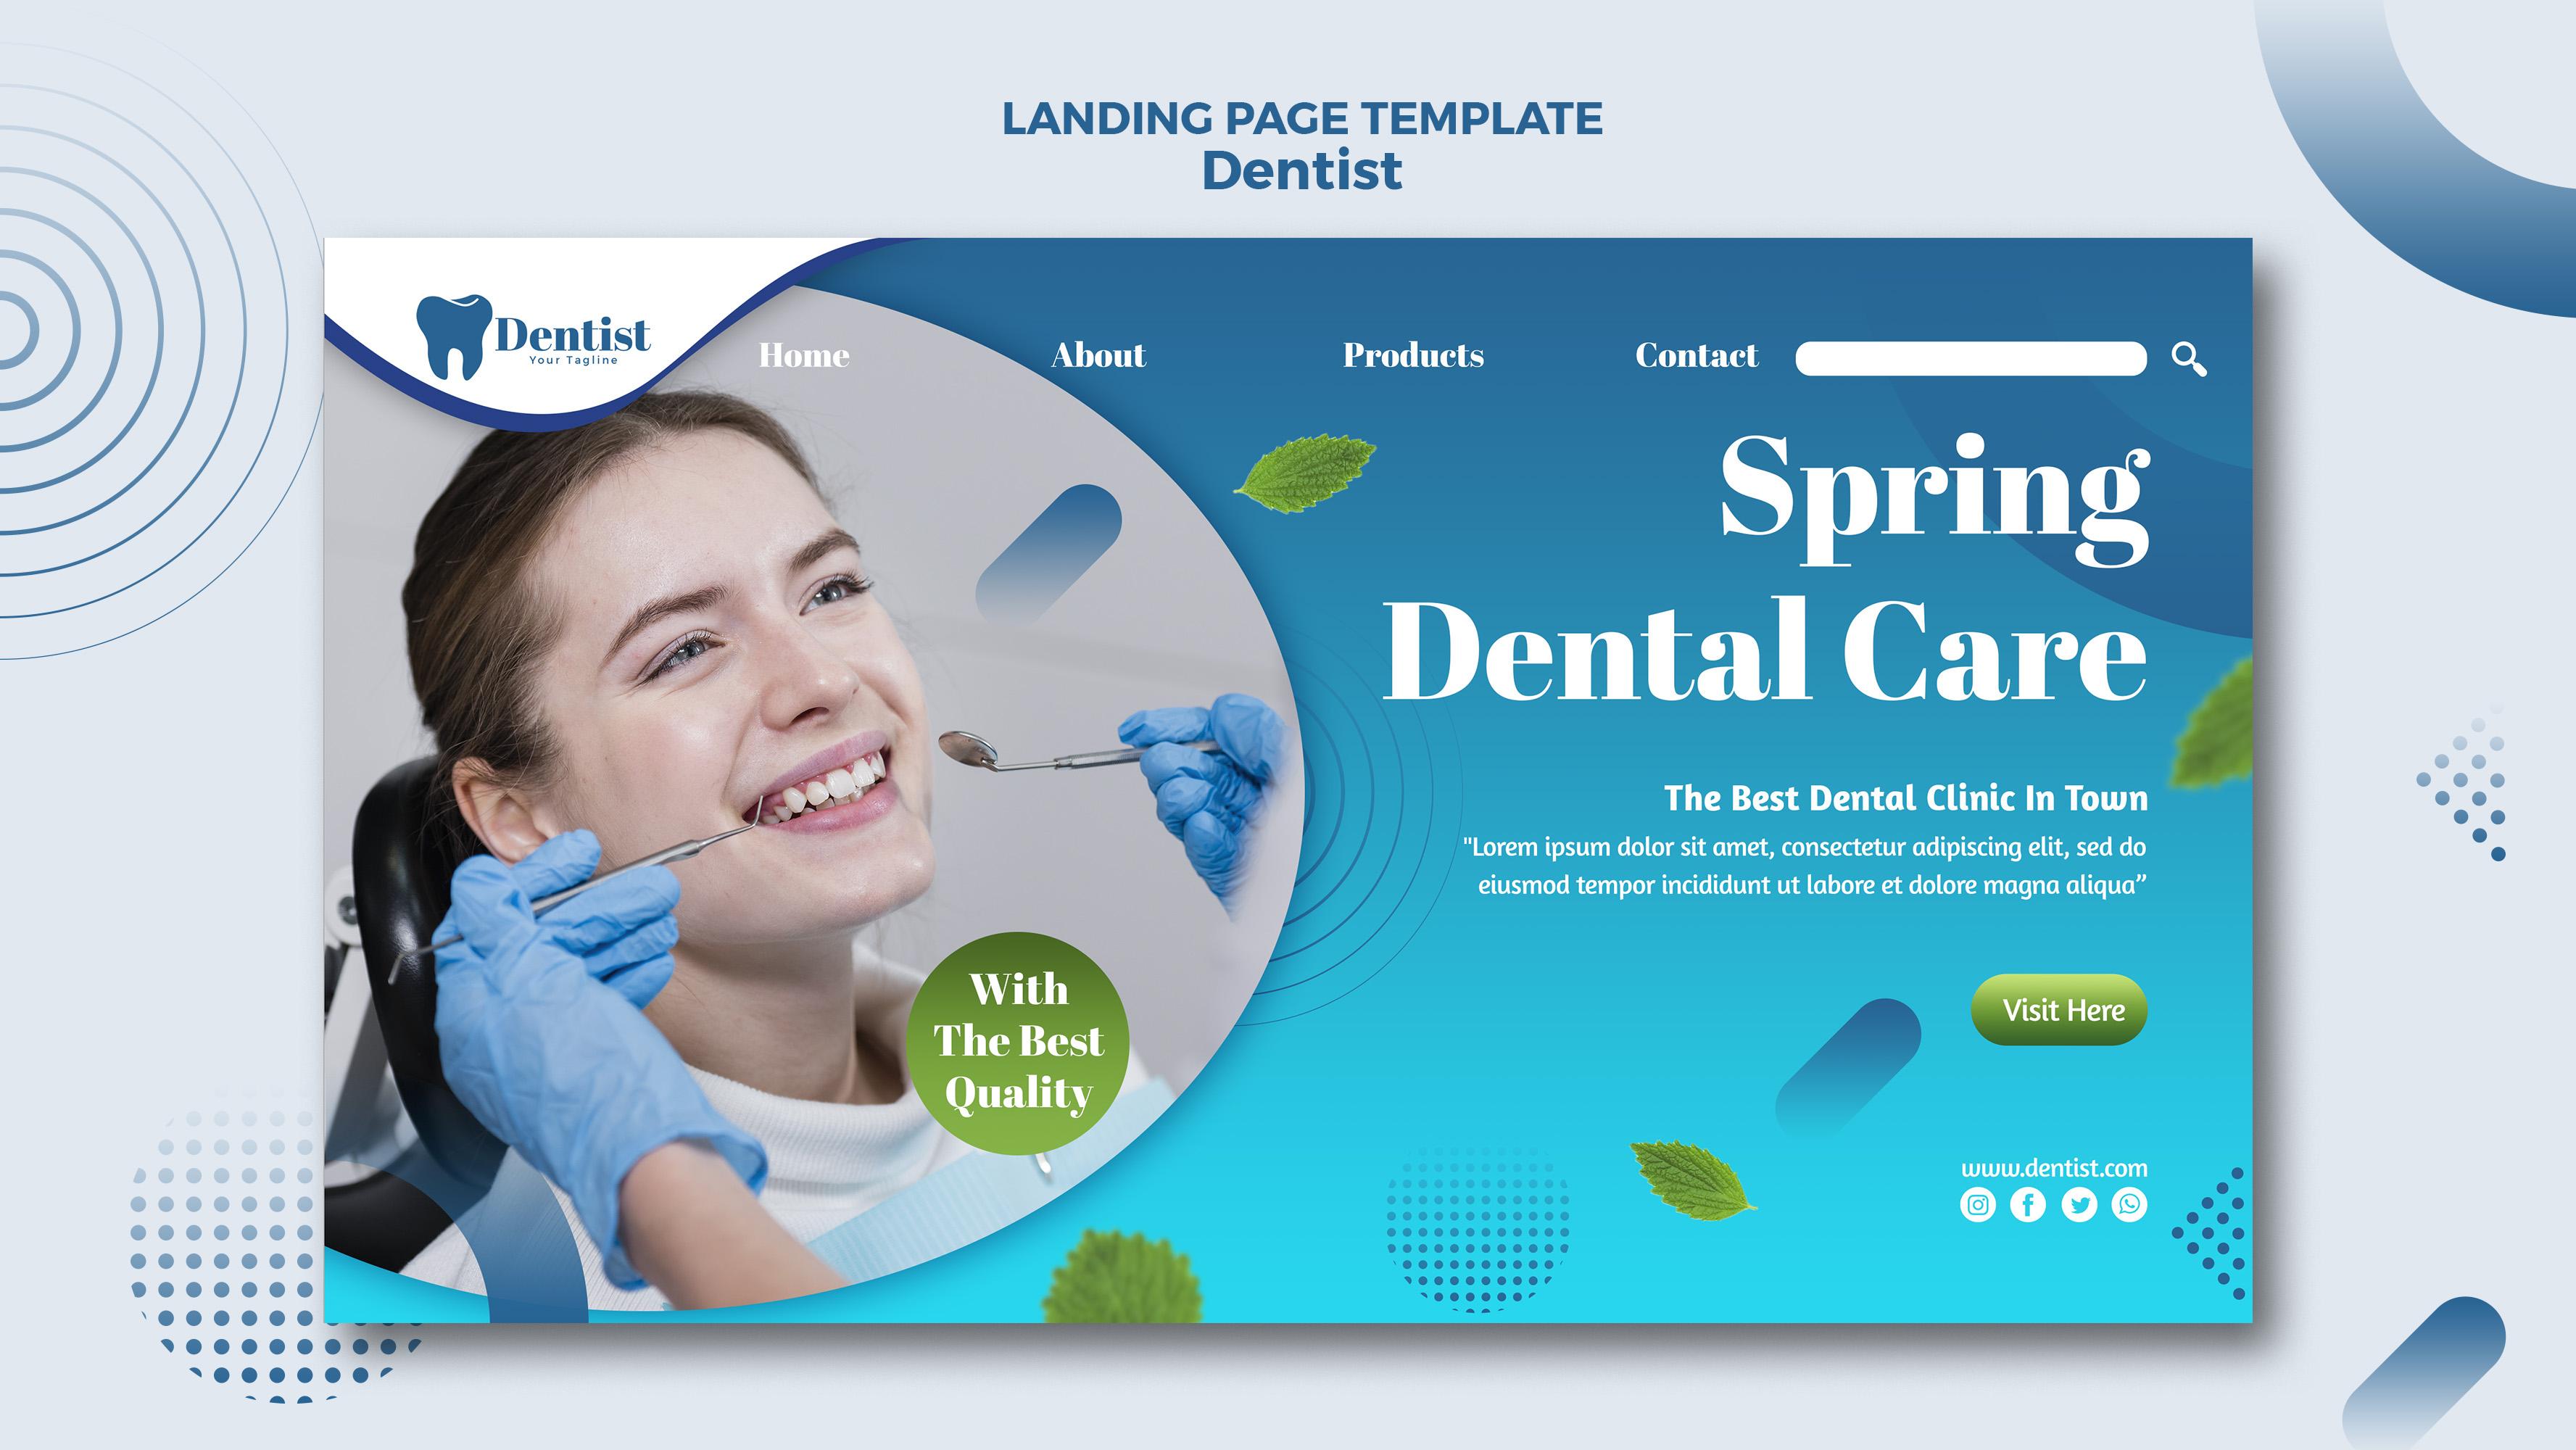 LANDING PAGE TEMPLATE
Dentist
Dentist
Your Tagline
Home
About
Products
Contact
Spring
Dental Care
The Best Dental Clinic In Town
"Lorem ipsum dolor sit amet, consectetur adipiscing elit, sed do
eiusmod tempor incididunt ut labore et dolore magna aliqua”
With
The Best
Quality
Visit Here
www.dentist.com